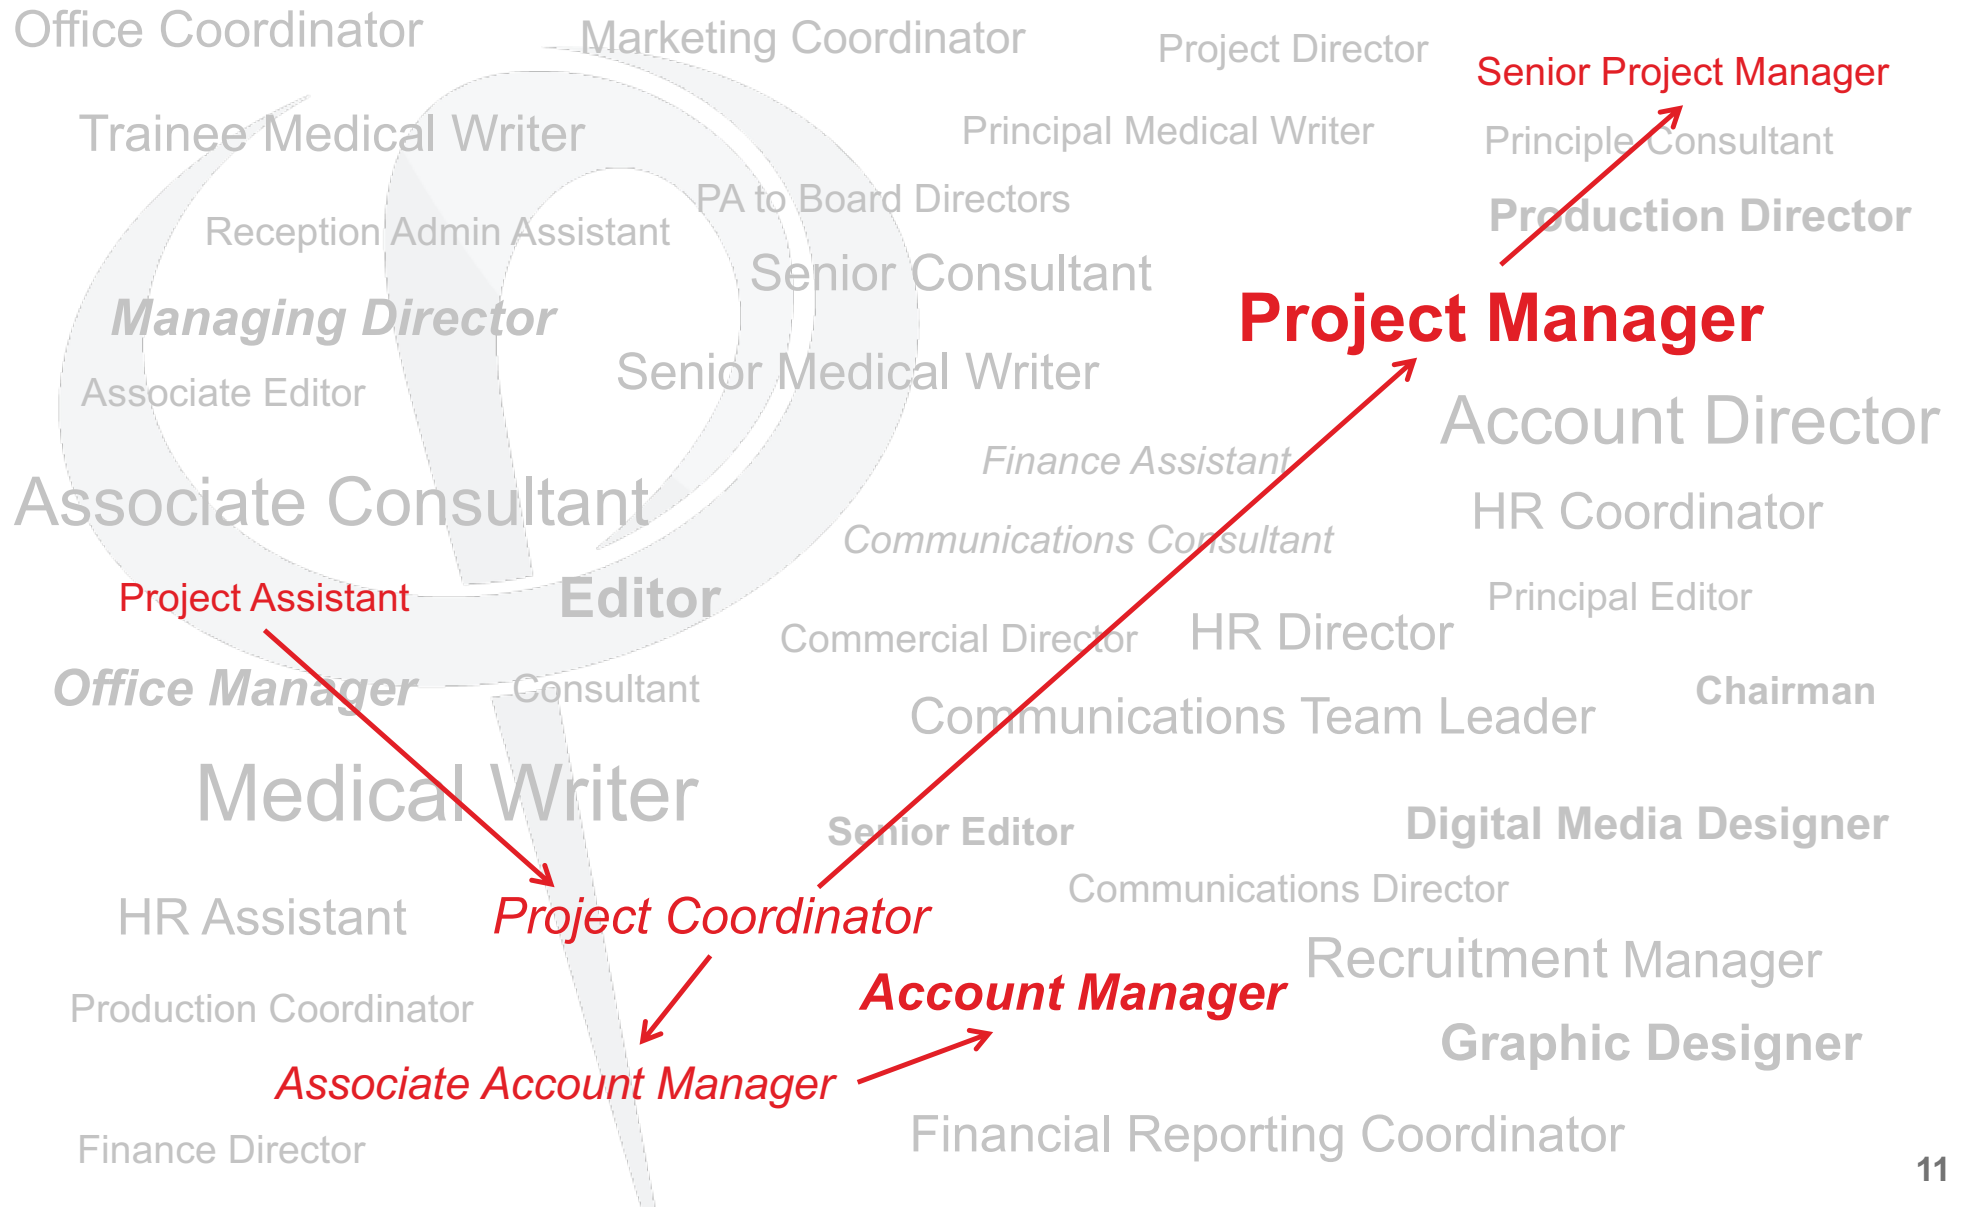 Office Coordinator
Marketing Coordinator
Project Director
Senior Project Manager
Trainee Medical Writer
Principal Medical Writer
Principle Consultant
PA to Board Directors
Production Director
Reception Admin Assistant
Senior Consultant
Managing Director
Project Manager
Senior Medical Writer
Associate Editor
Account Director
Finance Assistant
Associate Consultant
HR Coordinator
Communications Consultant
Project Assistant
Editor
Principal Editor
Commercial Director
HR Director
Office Manager
Consultant
Chairman
Communications Team Leader
Medical Writer
Senior Editor
Digital Media Designer
Communications Director
HR Assistant
Project Coordinator
Recruitment Manager
Account Manager
Production Coordinator
Graphic Designer
Associate Account Manager
Financial Reporting Coordinator
Finance Director
11